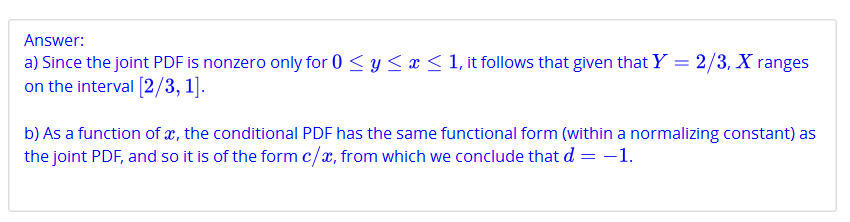 Answer:
a) Since the joint PDF is nonzero only for 0 ≤ y ≤ x ≤ 1, it follows that given that Y = 2/3, X ranges
on the interval [2/3, 1].
b) As a function of x, the conditional PDF has the same functional form (within a normalizing constant) as
the joint PDF, and so it is of the form c/x, from which we conclude that d = −1.